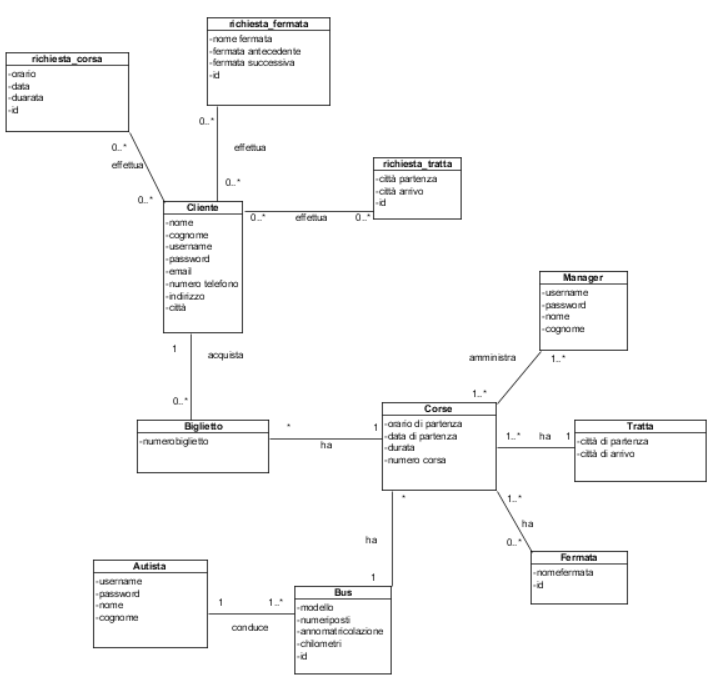 richiesta_fermata
-nome fermata
-fermata antecedente
-fermata successiva
-id
richiesta_corsa
-orario
-data
-duarata
-id
0..*
effettua
0..*
0..*
effettua
0..*
richiesta_tratta
-città partenza
-città arrivo
-id
0..*
effettua
0..*
Cliente
-nome
-cognome
-username
-password
-email
-numero telefono
-indirizzo
-città
1
acquista
0..*
Manager
-username
-password
-nome
-cognome
amministra
1..*
1..*
Biglietto
-numerobiglietto
*
ha
1
Corse
-orario di partenza
-data di partenza
-durata
-numero corsa
1..*
ha
1
Tratta
-città di partenza
-città di arrivo
*
ha
1
1..*
ha
0..*
Fermata
-nomefermata
-id
Autista
-username
-password
-nome
-cognome
1
1..*
conduce
Bus
-modello
-numeriposti
-annomatricolazione
-chilometri
-id